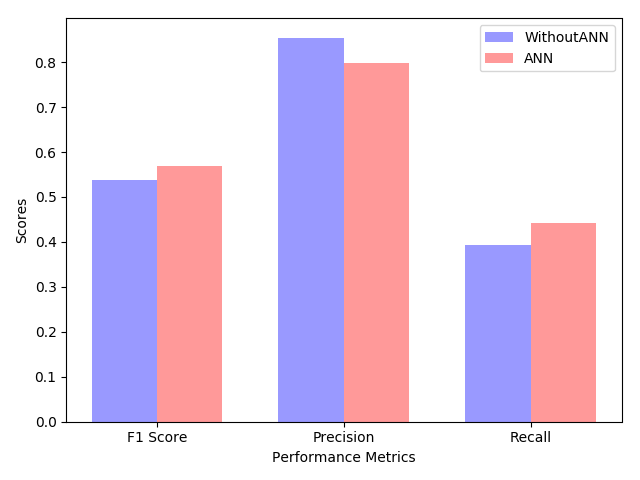 WithoutANN
ANN
Scores
0.8
0.7
0.6
0.5
0.4
0.3
0.2
0.1
0.0
F1 Score
Precision
Recall
Performance Metrics